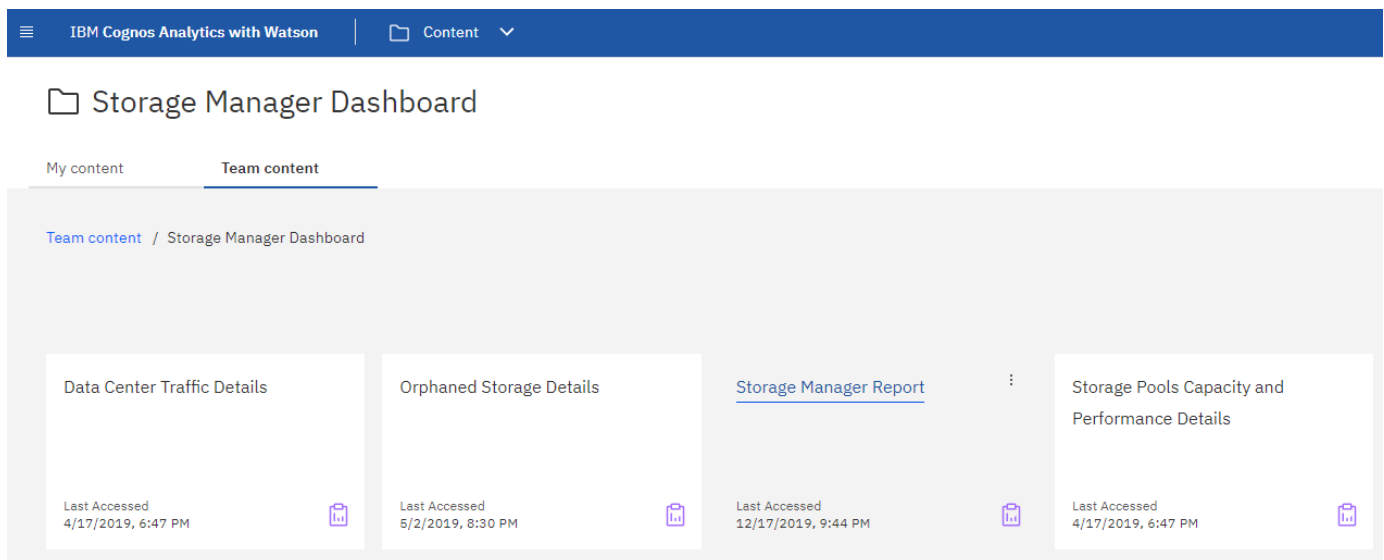 IBM Cognos Analytics with Watson Content
Storage Manager Dashboard
My content Team content
Team content / Storage Manager Dashboard
Data Center Traffic Details
Last Accessed
4/17/2019, 6:47 PM
Orphaned Storage Details
Last Accessed
5/2/2019, 8:30 PM
Storage Manager Report
Last Accessed
12/17/2019, 9:44 PM
Storage Pools Capacity and
Performance Details
Last Accessed
4/17/2019, 6:47 PM